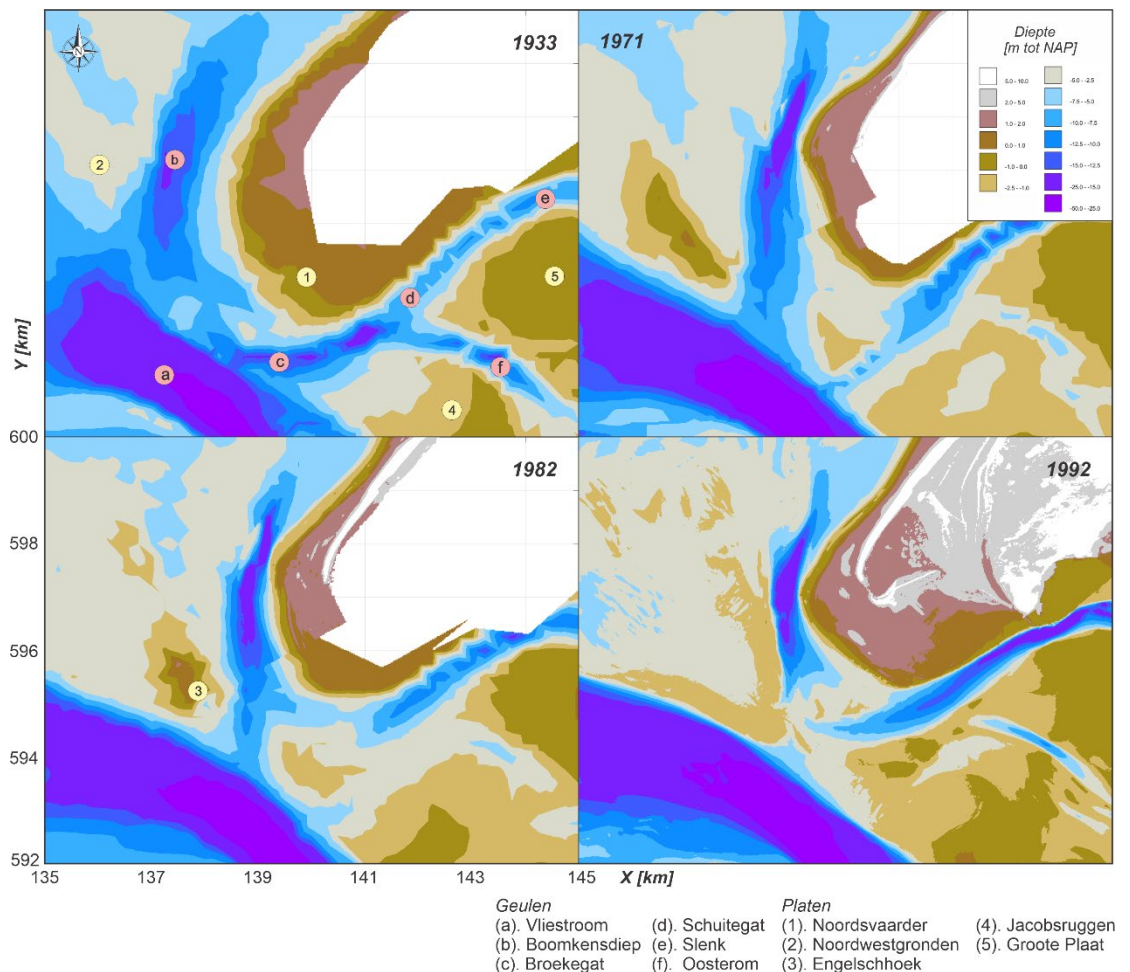 N
1933
1971
Diepte
[m tot NAP]
5.0 - 10.0
2.0 - 5.0
1.0 - 2.0
0.0 - 1.0
-1.0 - 0.0
-2.5 - -1.0
-5.0 - -2.5
-7.5 - -5.0
-10.0 - -7.5
-12.5 - -10.0
-15.0 - -12.5
-25.0 - -15.0
-50.0 - -25.0
2
b
e
1
5
d
c
a
f
4
Y [km]
600
1982
1992
598
596
3
594
592
135
137
139
141
143
145
X [km]
Geulen
(a). Vliestroom
(b). Boomkensdiep
(c). Broekegat
(d). Schuitegat
(e). Slenk
(f). Oosterom
Platen
(1). Noordsvaarder
(2). Noordwestgronden
(3). Engelschhoek
(4). Jacobsruggen
(5). Groote Plaat